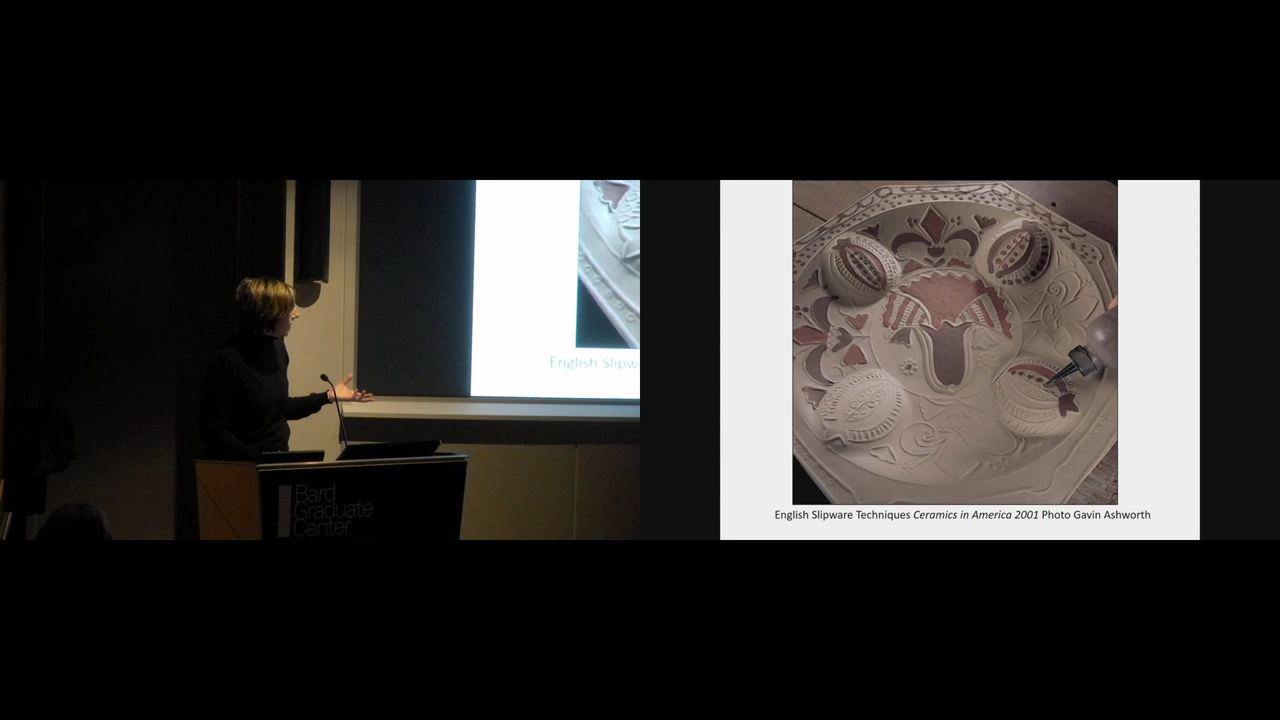 English Slipw
Bard
Graduate
Center
English Slipware Techniques Ceramics in America 2001 Photo Gavin Ashworth